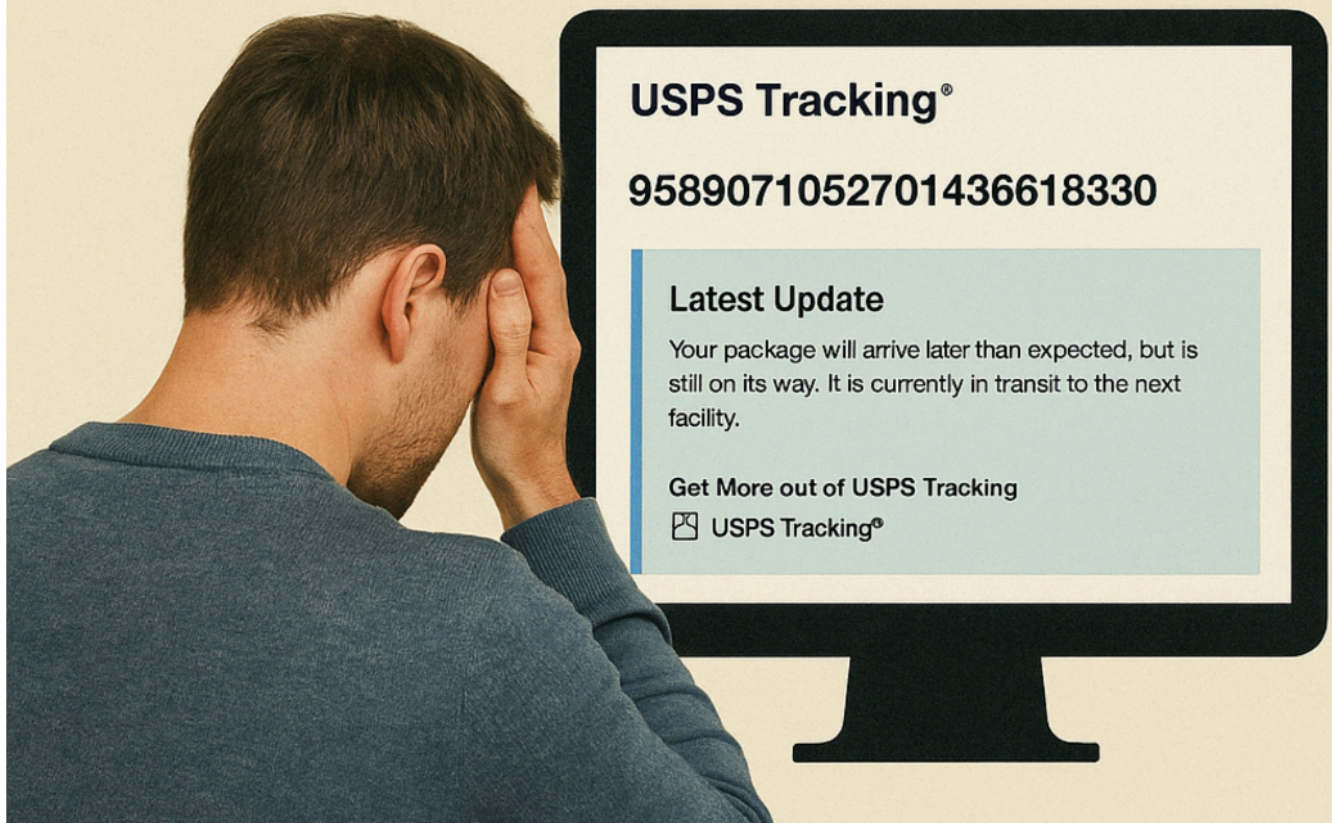 USPS Tracking®
9589071052701436618330
Latest Update
Your package will arrive later than expected, but is
still on its way. It is currently in transit to the next
facility.
Get More out of USPS Tracking
USPS Tracking®